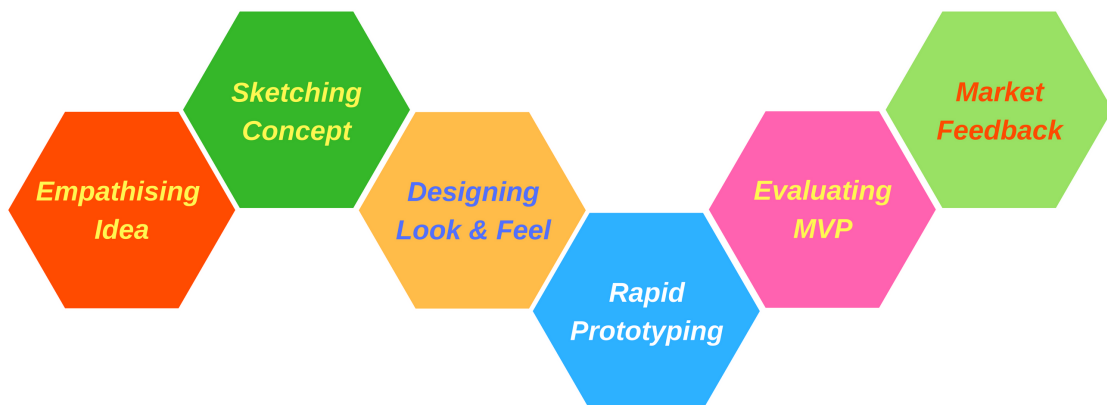 Empathising
Idea
Sketching
Concept
Designing
Look & Feel
Rapid
Prototyping
Evaluating
MVP
Market
Feedback